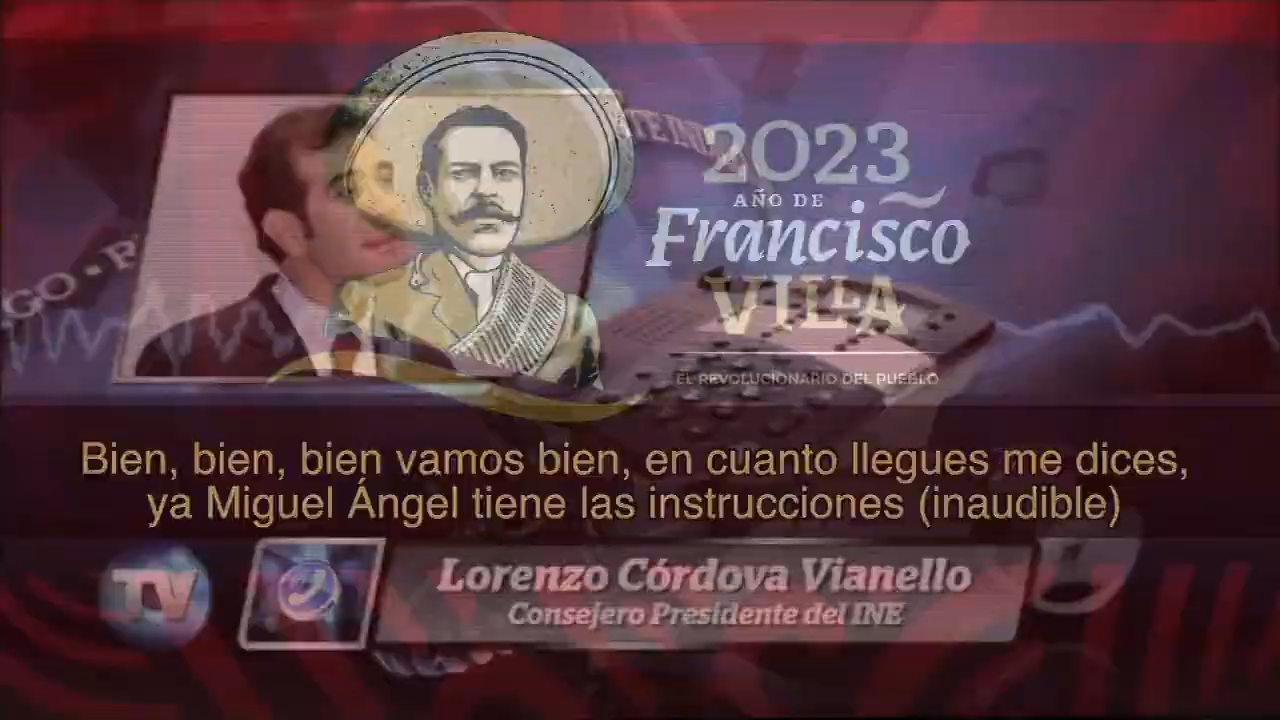 2023
AÑO DE
Francisco
VILLA
EL REVOLUCIONARIO DEL PUEBLO
Bien, bien, bien vamos bien, en cuanto llegues me dices,
ya Miguel Ángel tiene las instrucciones (inaudible)
TV
Lorenzo Córdova Vianello
Consejero Presidente del INE